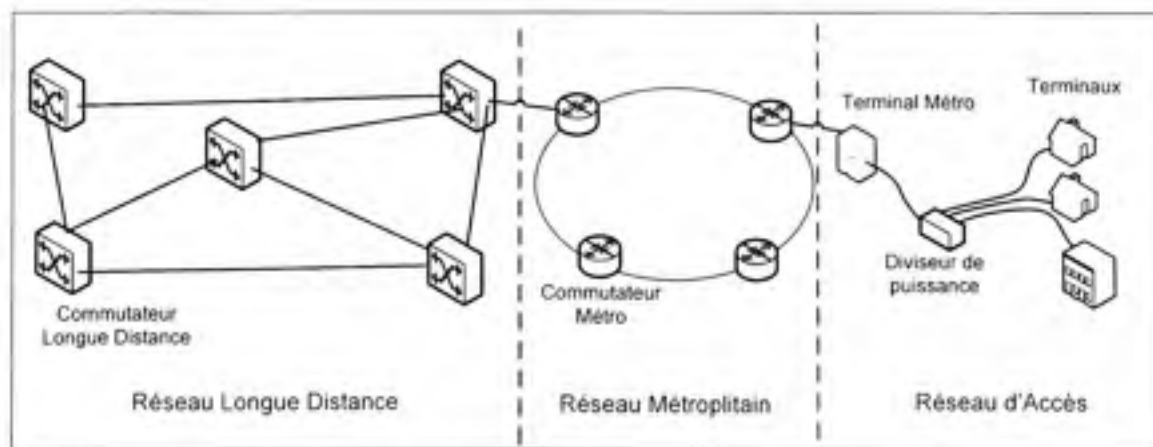 Terminaux
Terminal Métro
Diviseur de
puissance
Commutateur
Métro
Commutateur
Longue Distance
Réseau Longue Distance
Réseau Métroplitain
Réseau d'Accès